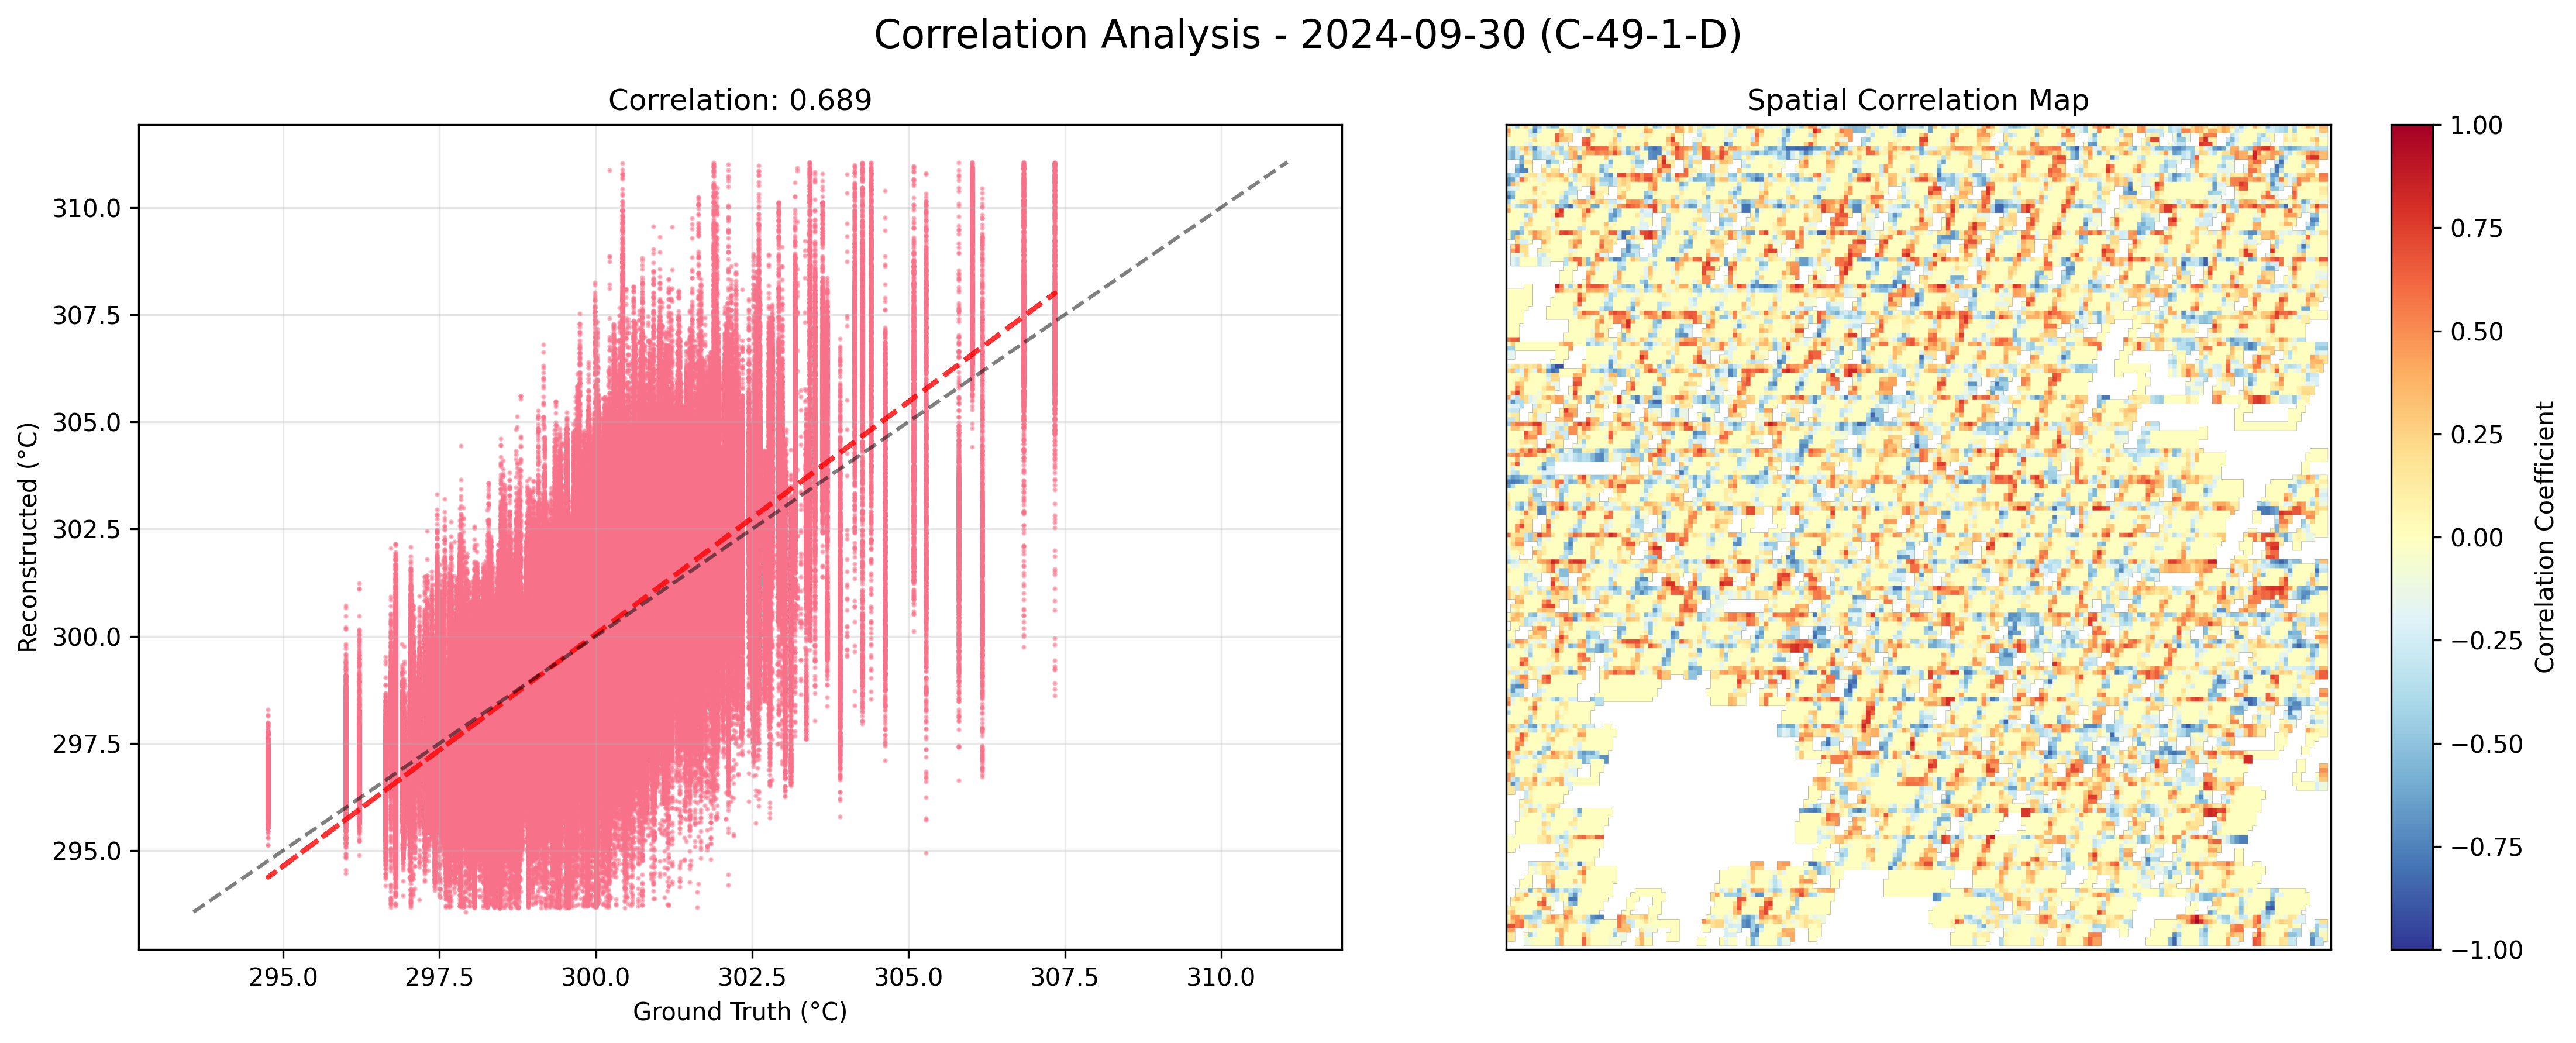 Correlation Analysis - 2024-09-30 (C-49-1-D)
Correlation: 0.689
Reconstructed (°C)
310.0
307.5
305.0
302.5
300.0
297.5
295.0
295.0 297.5 300.0 302.5 305.0 307.5 310.0
Ground Truth (°C)
Spatial Correlation Map
1.00
0.75
0.50
0.25
0.00
−0.25
−0.50
−0.75
−1.00
Correlation Coefficient